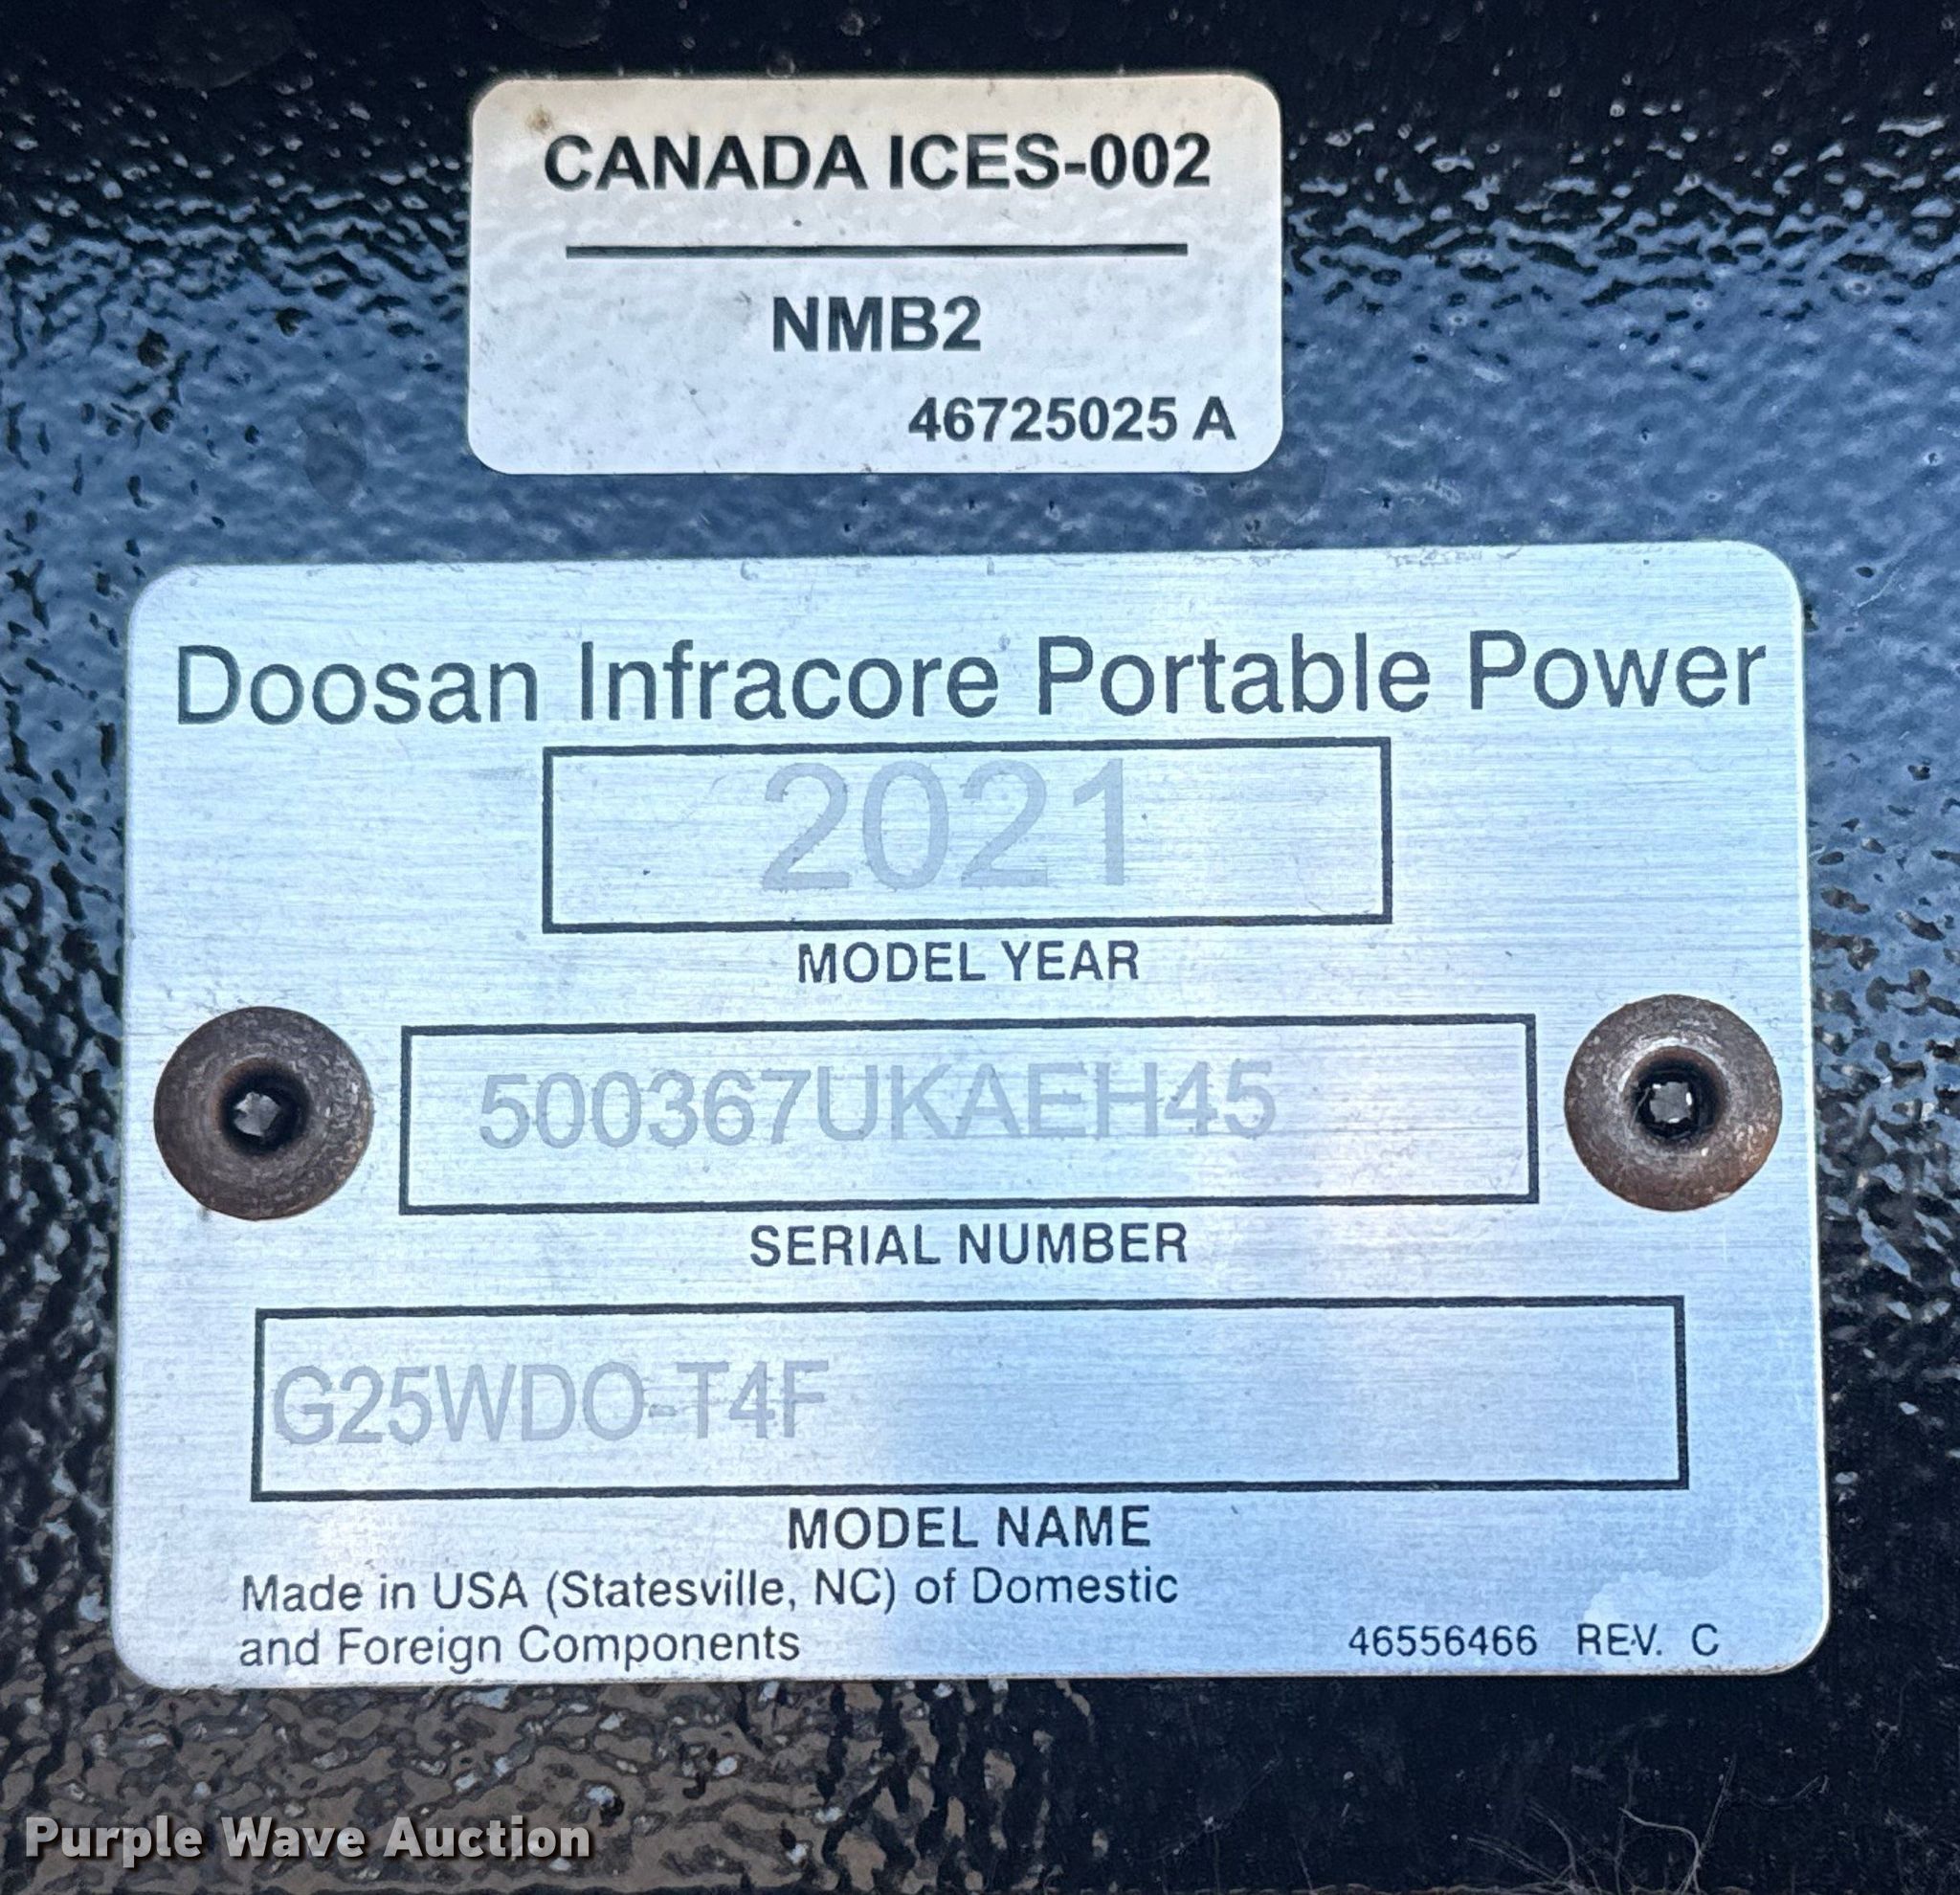 CANADA ICES-002
NMB2
46725025 A
Doosan Infracore Portable Power
2021
MODEL YEAR
500367UKAEH45
SERIAL NUMBER
G25WDO-T4F
MODEL NAME
Made in USA (Statesville, NC) of Domestic
and Foreign Components
46556466 REV. C
Purple Wave Auction